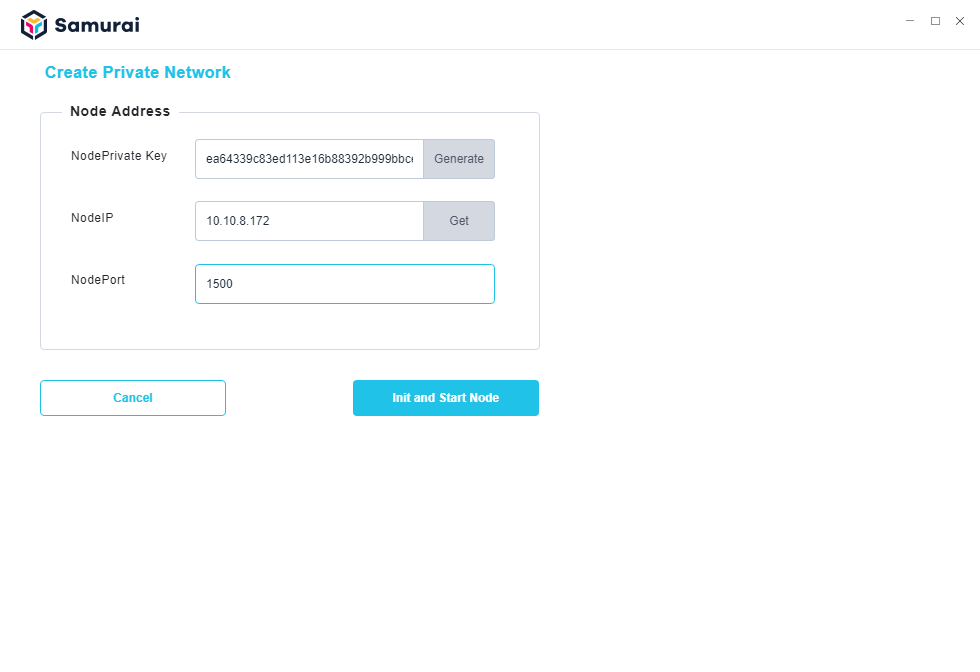 Samurai
Create Private Network
Node Address
NodePrivate Key
ea64339c83ed113e16b88392b999bbc
Generate
NodeIP
10.10.8.172
Get
NodePort
1500
Cancel
Init and Start Node